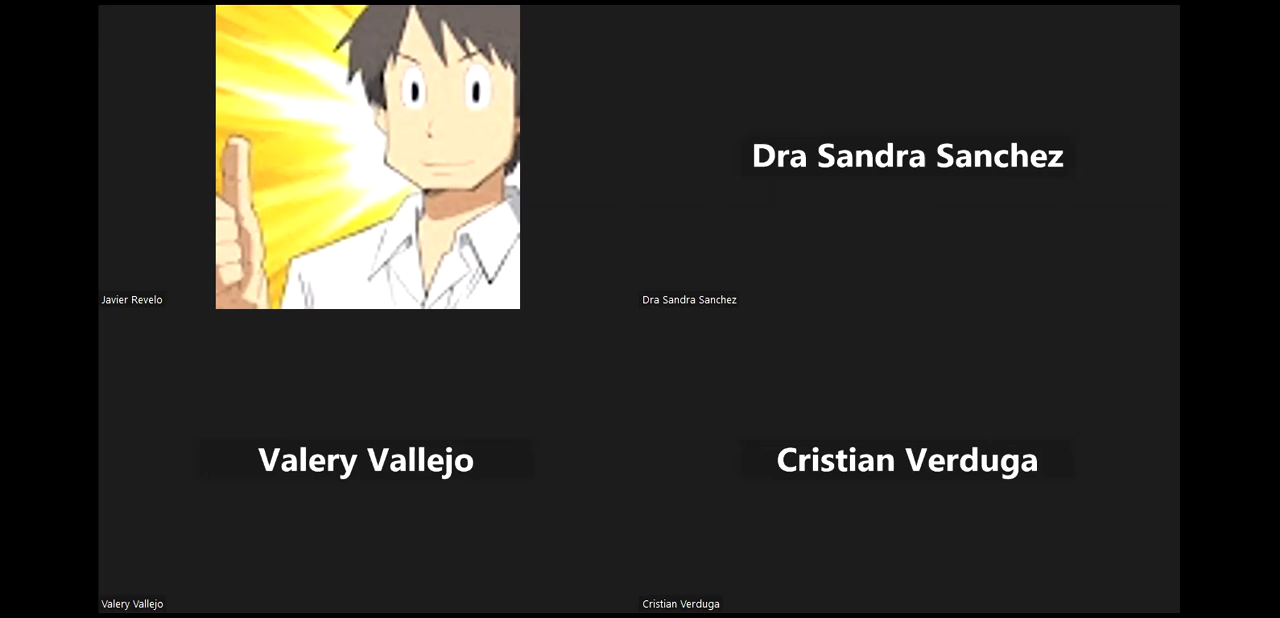 Dra Sandra Sanchez
Javier Revelo
Dra Sandra Sanchez
Valery Vallejo
Cristian Verduga
Valery Vallejo
Cristian Verduga